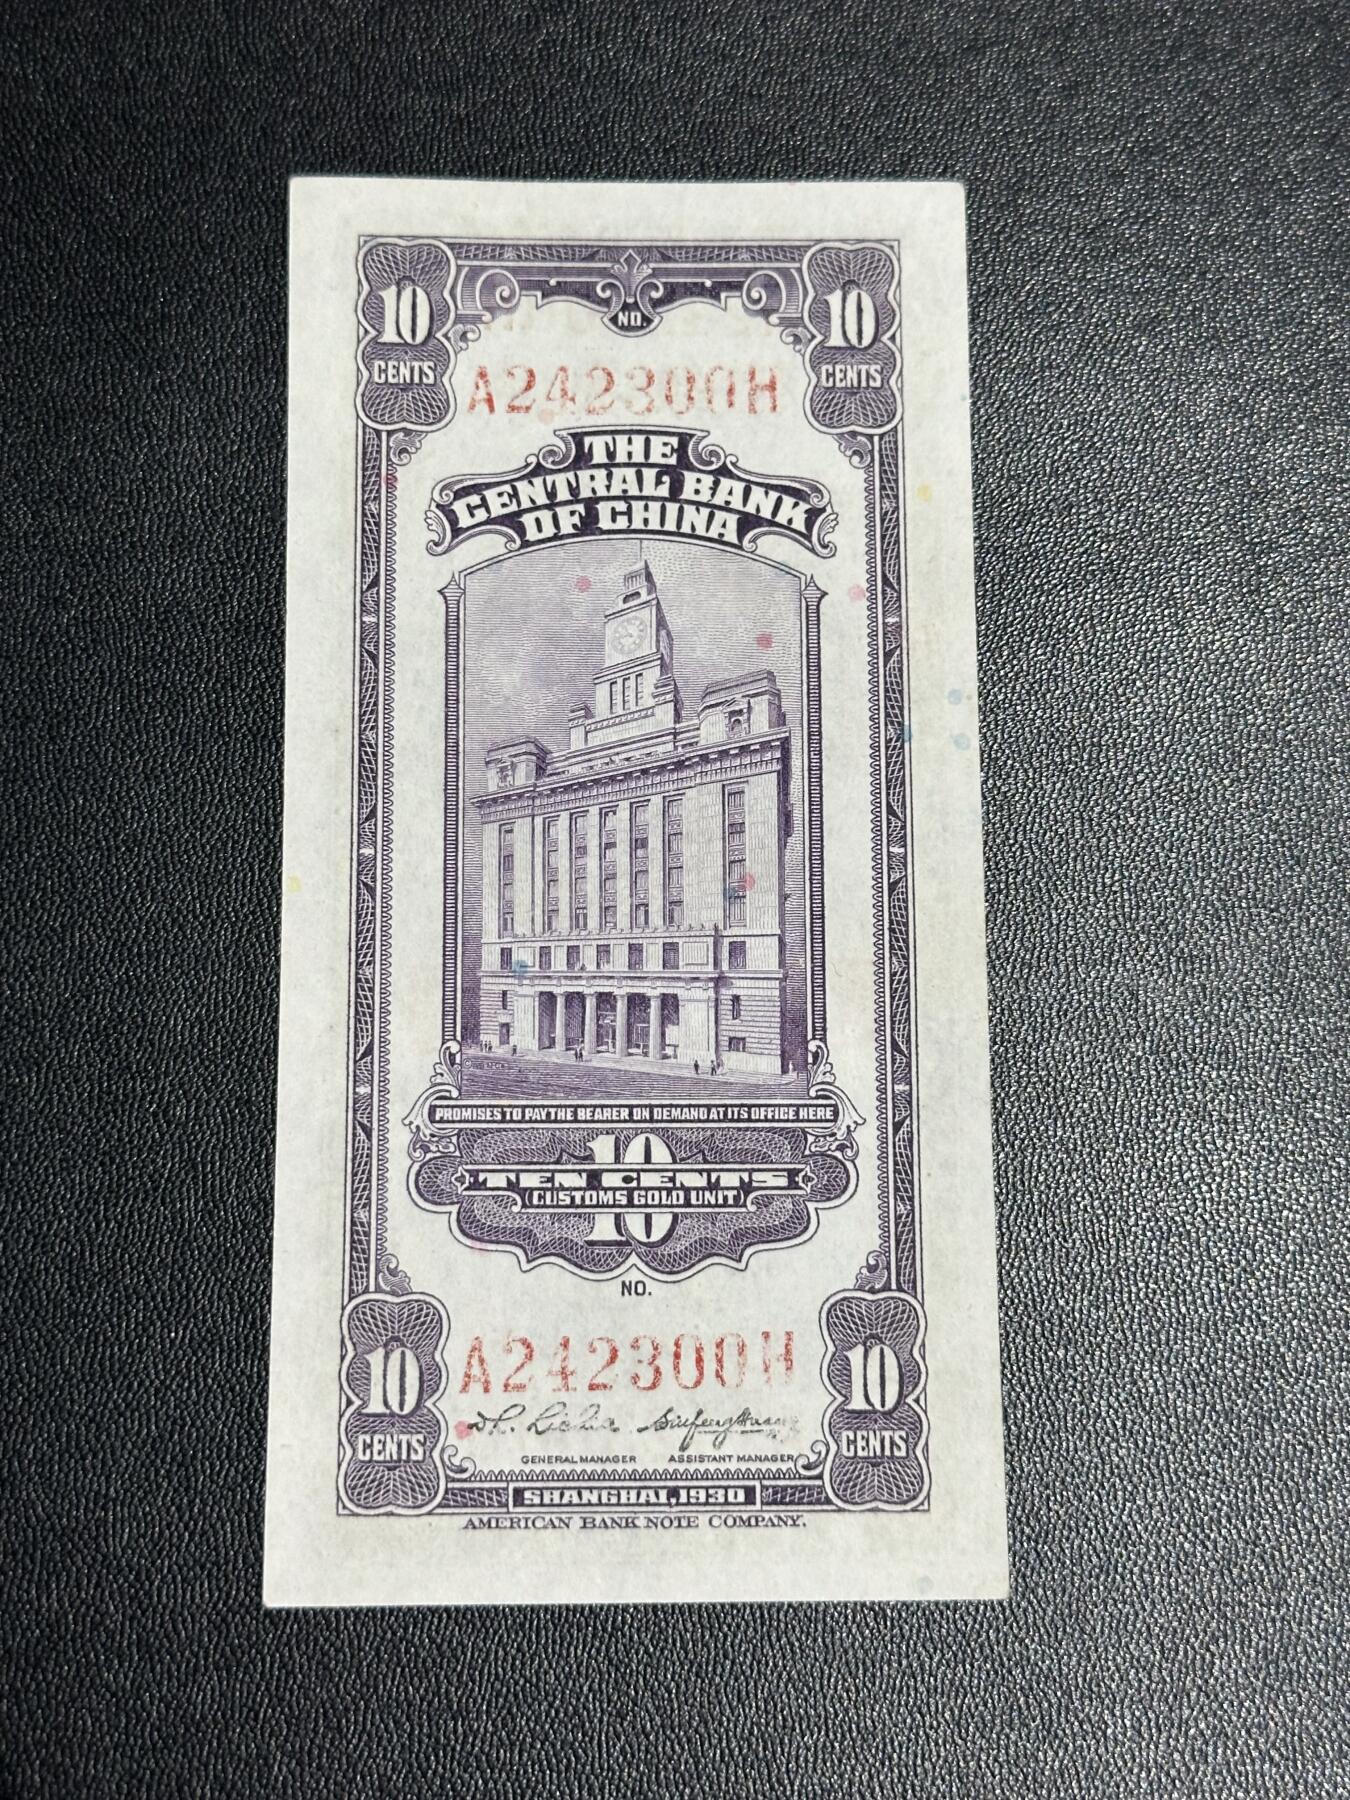 10 10
NO.
CENTS CENTS
A242300H
THE
CENTRAL BANK
OF CHINA
PROMISES TO PAY THE BEARER ON DEMAND AT ITS OFFICE HERE
10
TEN CENTS
(CUSTOMS GOLD UNIT)
10
NO.
A242300H
10 10
CENTS CENTS
GENERAL MANAGER ASSISTANT MANAGER
SHANGHAI, 1930
AMERICAN BANK NOTE COMPANY.